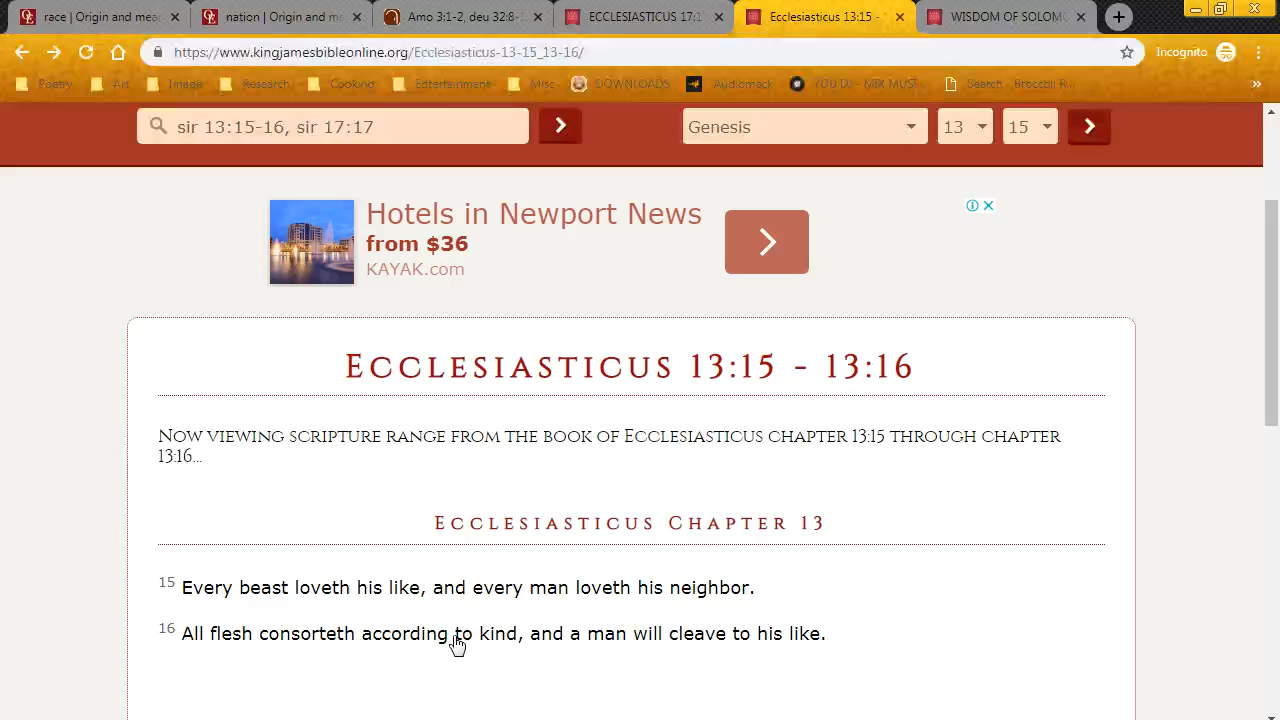 race | Origin and mea
nation | Origin and m
Amo 3:1-2, deu 32:8-
ECCLESIASTICUS 17:1
Ecclesiasticus 13:15 -
WISDOM OF SOLOM
https://www.kingjamesbibleonline.org/Ecclesiasticus-13-15_13-16/
Incognito
Poetry Art Image Research Cooking Edtertainment Misc DOWNLOADS Audiomack Search
sir 13:15-16, sir 17:17
Genesis 13 15
Hotels in Newport News
from $36
KAYAK.com
Ecclesiasticus 13:15 - 13:16
Now viewing scripture range from the book of Ecclesiasticus chapter 13:15 through chapter
13:16...
Ecclesiasticus Chapter 13
15 Every beast loveth his like, and every man loveth his neighbor.
16 All flesh consorteth according to kind, and a man will cleave to his like.